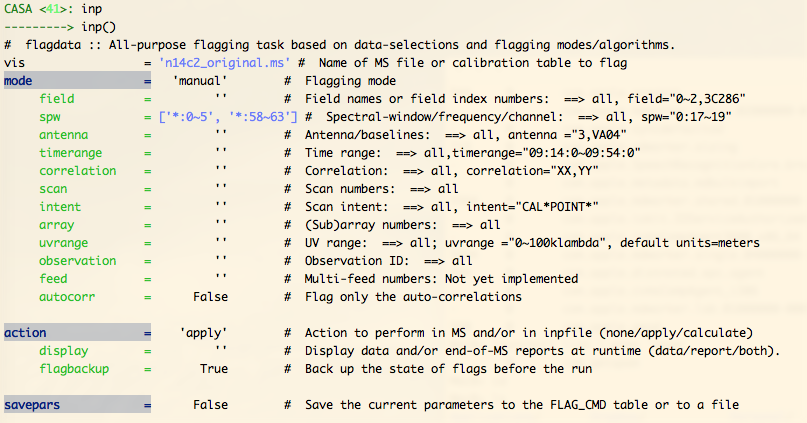 CASA <41>: inp
---------> inp()
#  flagdata :: All-purpose flagging task based on data-selections and flagging modes/algorithms.
vis                 = 'n14c2_original.ms' #  Name of MS file or calibration table to flag
mode                =   'manual'        #  Flagging mode
     field          =         ''        #  Field names or field index numbers:  ==> all, field="0~2,3C286"
     spw            = ['*:0~5', '*:58~63'] #  Spectral-window/frequency/channel:  ==> all, spw="0:17~19"
     antenna        =         ''        #  Antenna/baselines:  ==> all, antenna ="3,VA04"
     timerange      =         ''        #  Time range:  ==> all,timerange="09:14:0~09:54:0"
     correlation    =         ''        #  Correlation:  ==> all, correlation="XX,YY"
     scan           =         ''        #  Scan numbers:  ==> all
     intent         =         ''        #  Scan intent:  ==> all, intent="CAL*POINT*"
     array          =         ''        #  (Sub)array numbers:  ==> all
     uvrange        =         ''        #  UV range:  ==> all; uvrange ="0~100klambda", default units=meters
     observation    =         ''        #  Observation ID:  ==> all
     feed           =         ''        #  Multi-feed numbers: Not yet implemented
     autocorr       =      False        #  Flag only the auto-correlations
action              =    'apply'        #  Action to perform in MS and/or in inpfile (none/apply/calculate)
     display        =         ''        #  Display data and/or end-of-MS reports at runtime (data/report/both).
     flagbackup     =       True        #  Back up the state of flags before the run
savepars            =      False        #  Save the current parameters to the FLAG_CMD table or to a file